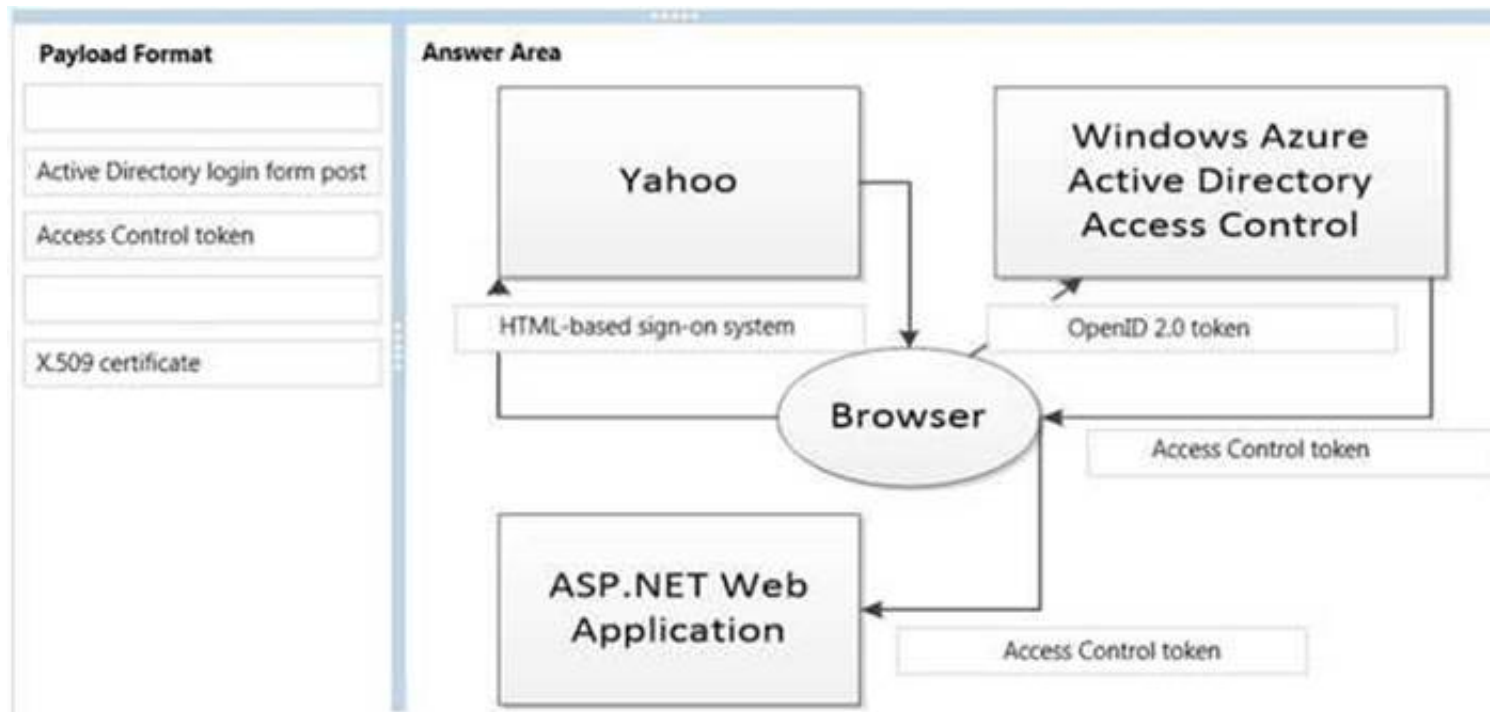 Payload Format
Active Directory login form post
Access Control token
X.509 certificate
Answer Area
Yahoo
Windows Azure
Active Directory
Access Control
HTML-based sign-on system
OpenID 2.0 token
Browser
Access Control token
ASP.NET Web
Application
Access Control token